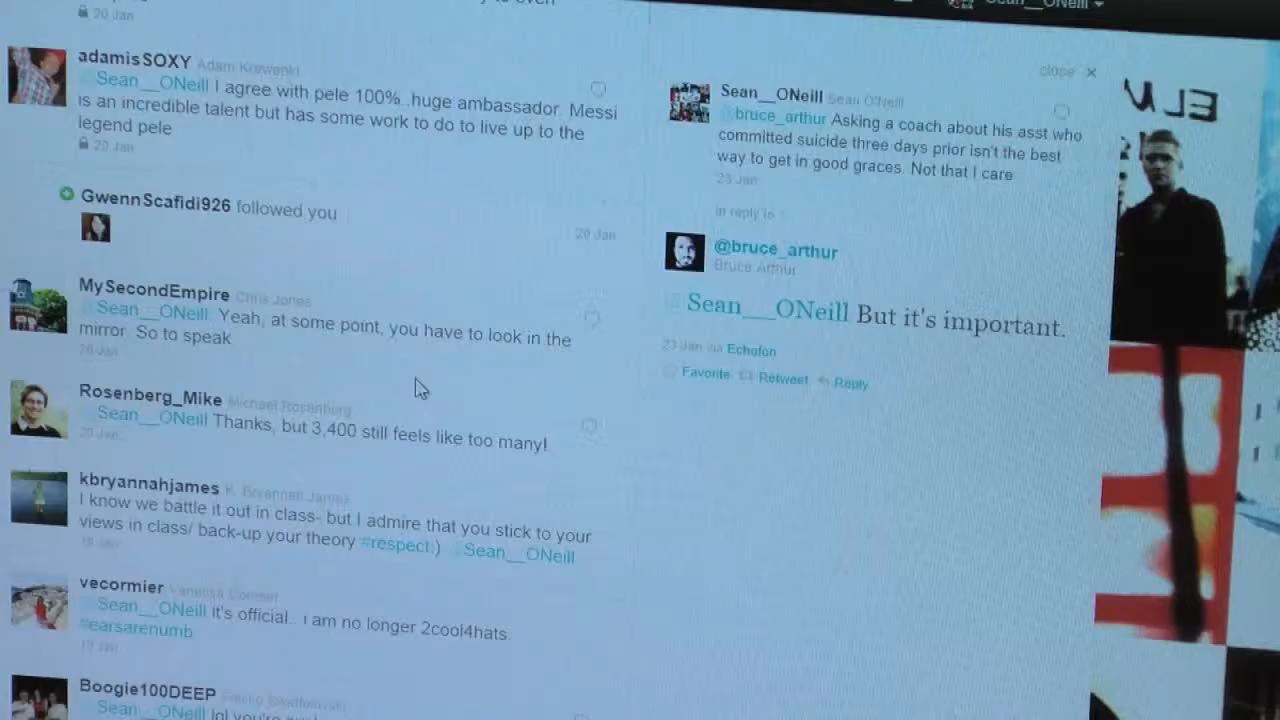 Sean__ONeill
20 Jan
adamisSOXY Adam Krewenki
@Sean__ONeill I agree with pele 100%..huge ambassador. Messi
is an incredible talent but has some work to do to live up to the
legend pele
20 Jan
GwennScafidi926 followed you
20 Jan
MySecondEmpire Chris Jones
@Sean__ONeill. Yeah, at some point, you have to look in the
mirror. So to speak
20 Jan
Rosenberg_Mike Michael Rosenberg
@Sean__ONeill Thanks, but 3,400 still feels like too many!
20 Jan
kbryannahjames K. Bryannah James
I know we battle it out in class- but I admire that you stick to your
views in class/ back-up your theory #respect:) @Sean__ONeill
19 Jan
vecormier Vanessa Cormier
@Sean__ONeill it's official.. i am no longer 2cool4hats.
#earsarenumb
19 Jan
Boogie100DEEP
@Sean__ONeill lol you're
close ×
Sean__ONeill Sean O'Neill
@bruce_arthur Asking a coach about his asst who
committed suicide three days prior isn't the best
way to get in good graces. Not that I care
23 Jan
in reply to ↑
@bruce_arthur
Bruce Arthur
@Sean__ONeill But it's important.
23 Jan via Echofon
Favorite Retweet Reply